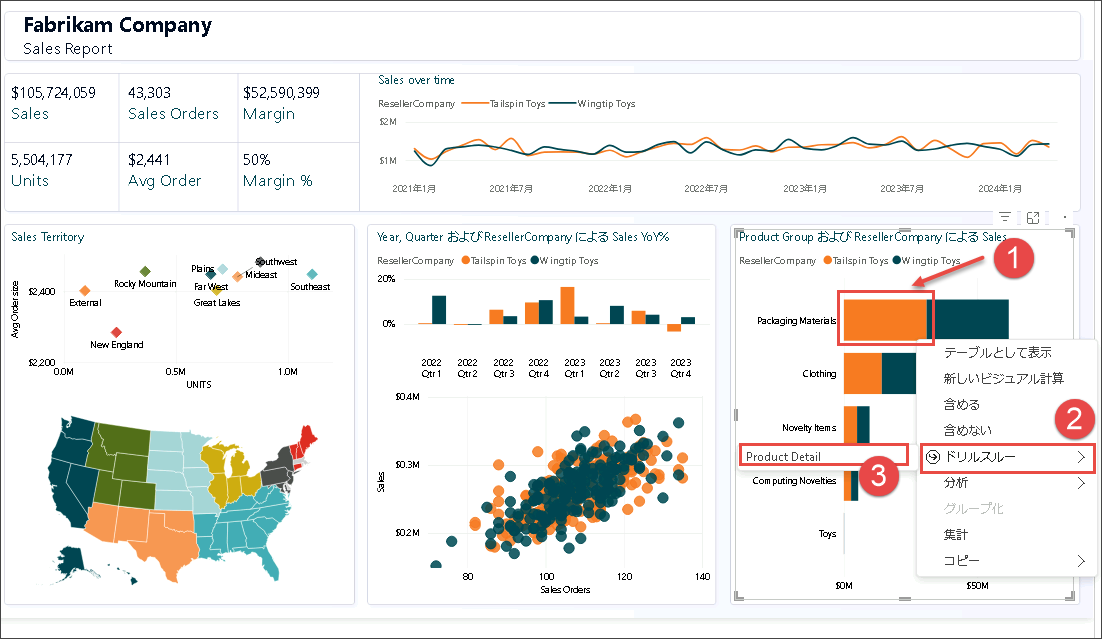 Fabrikam Company
Sales Report
$105,724,059
Sales
43,303
Sales Orders
$52,590,399
Margin
5,504,177
Units
$2,441
Avg Order
50%
Margin %
Sales over time
ResellerCompany Tailspin Toys Wingtip Toys
$2M
$1M
2021年1月 2021年7月 2022年1月 2022年7月 2023年1月 2023年7月 2024年1月
Sales Territory
Avg Order size
$2,400
$2,200
Southwest
Plains
Mideast
Rocky Mountain
Far West
Southeast
External
Great Lakes
New England
0.0M 0.5M 1.0M
UNITS
Year, Quarter および ResellerCompany による Sales YoY%
ResellerCompany Tailspin Toys Wingtip Toys
20%
0%
2022 2022 2022 2022 2023 2023 2023 2023
Qtr 1 Qtr 2 Qtr 3 Qtr 4 Qtr 1 Qtr 2 Qtr 3 Qtr 4
$0.4M
$0.3M
$0.2M
Sales
80 100 120 140
Sales Orders
Product Group および ResellerCompany による Sales
ResellerCompany Tailspin Toys Wingtip Toys
1
Packaging Materials
Clothing
Novelty Items
Computing Novelties
Toys
$0M $50M
テーブルとして表示
新しいビジュアル計算
含める
含めない
2
ドリルスルー
Product Detail
3
分析
グループ化
集計
コピー